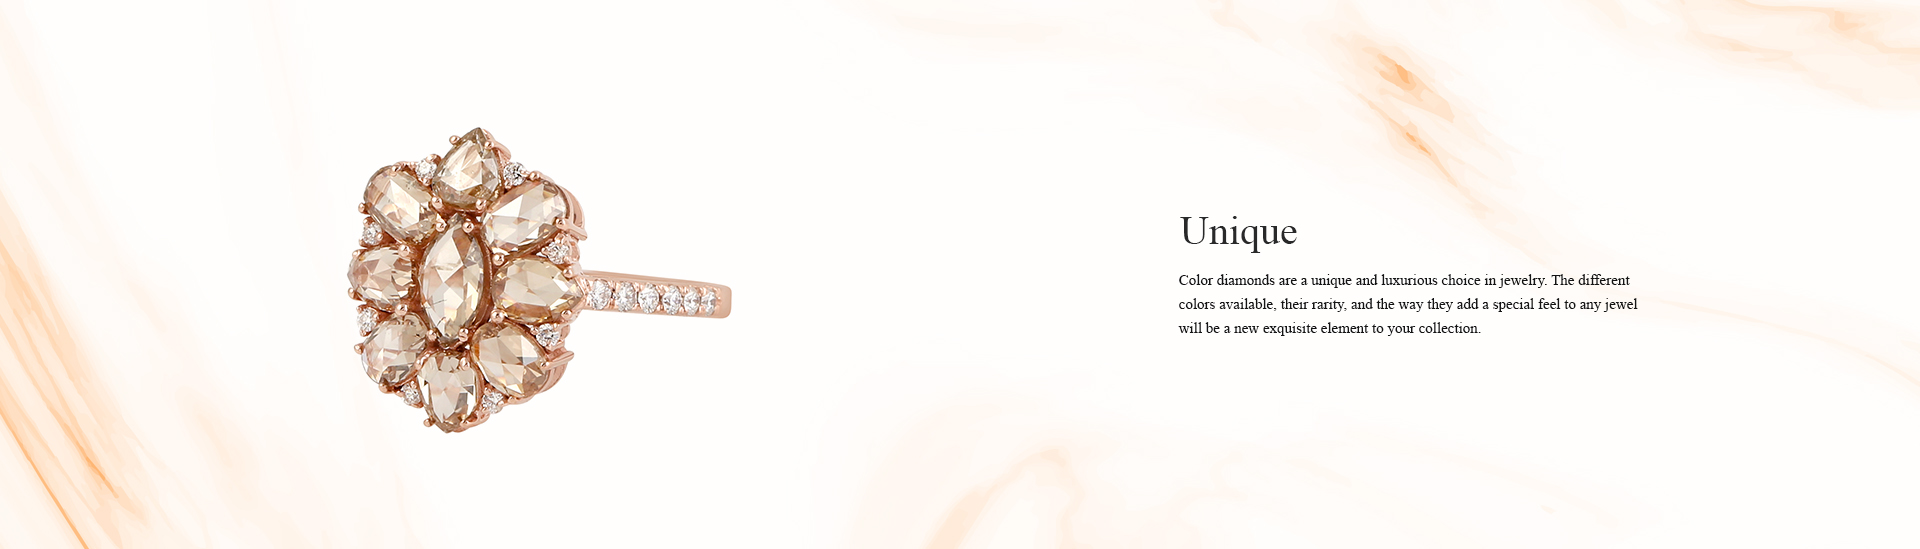 Unique
Color diamonds are a unique and luxurious choice in jewelry. The different
colors available, their rarity, and the way they add a special feel to any jewel
will be a new exquisite element to your collection.